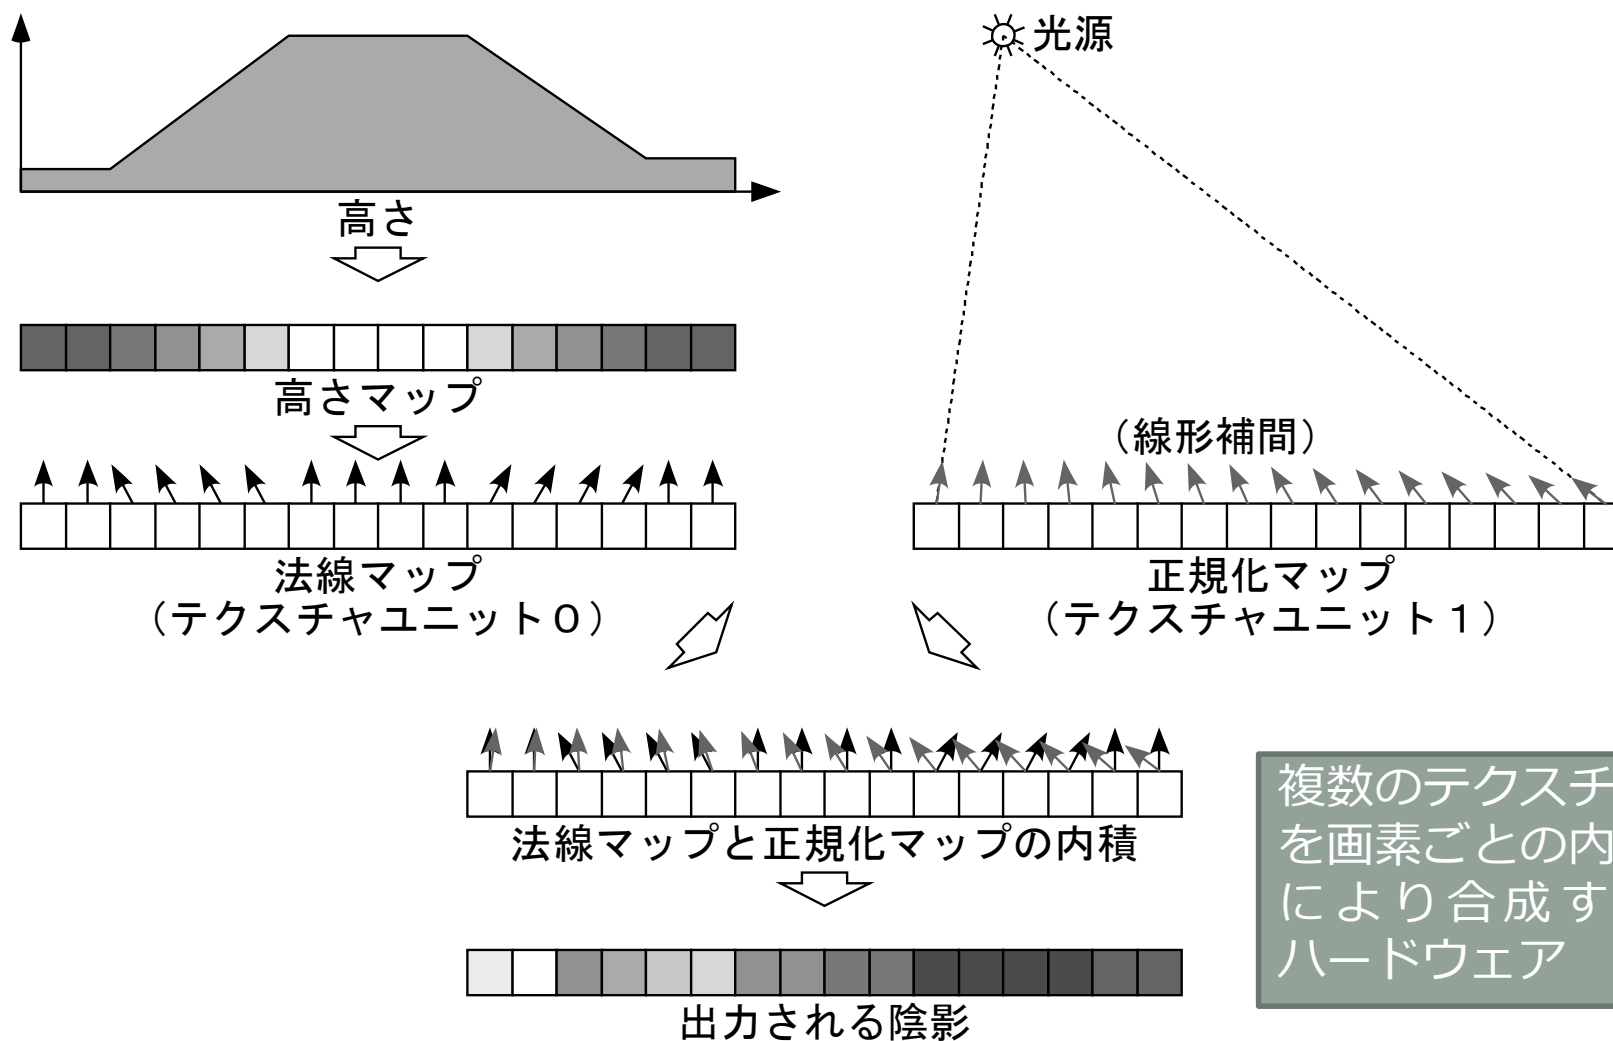 光源
高さ
高さマップ
（線形補間）
法線マップ
（テクスチャユニット０）
正規化マップ
（テクスチャユニット１）
法線マップと正規化マップの内積
出力される陰影
複数のテクスチ
を画素ごとの内
により合成す
ハードウェア